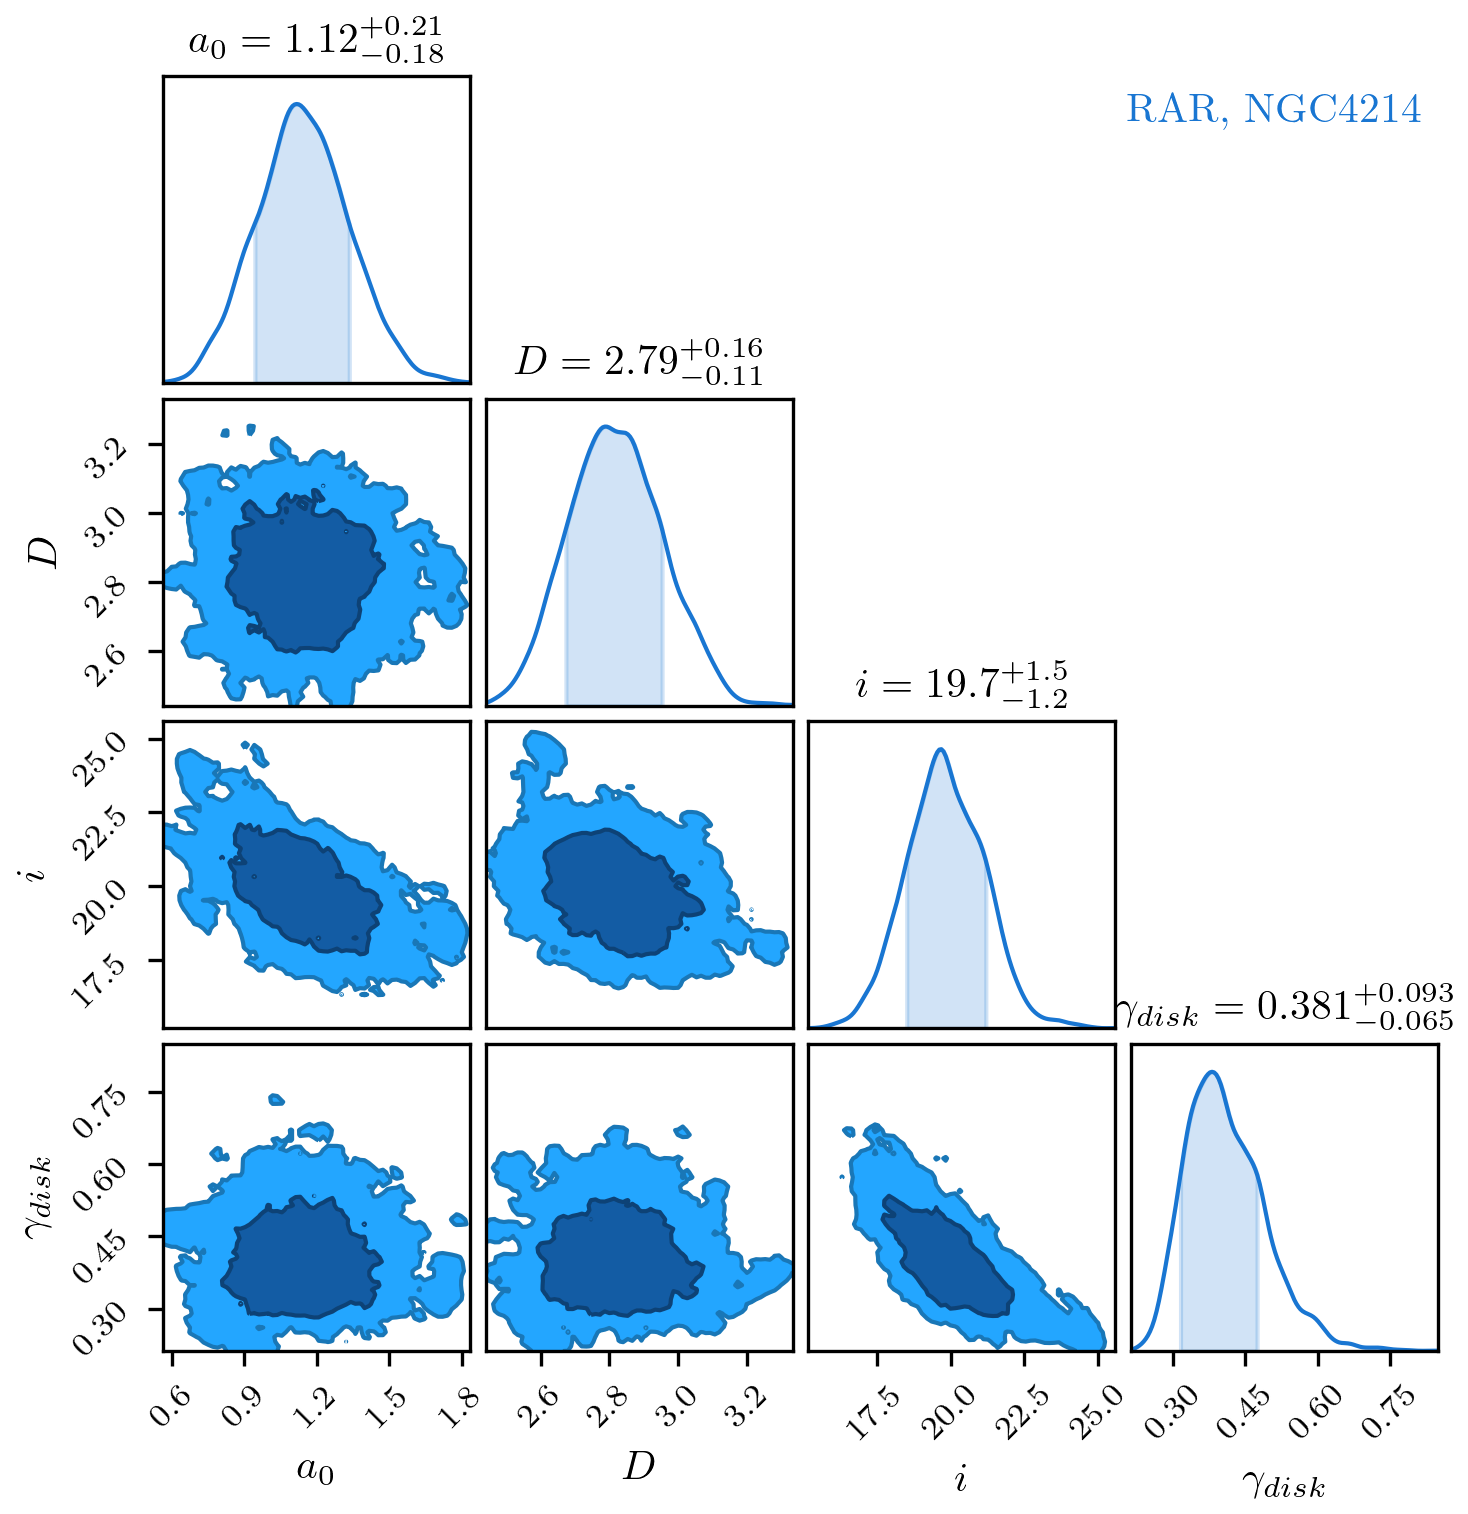 a₀ = 1.12⁺⁰·²¹₋₀.₁₈
RAR, NGC4214
D = 2.79⁺⁰·¹⁶₋₀.₁₁
3.2
3.0
2.8
2.6
D
i = 19.7⁺¹·⁵₋₁.₂
25.0
22.5
20.0
17.5
i
γ_{disk} = 0.381⁺⁰·⁰⁹³₋₀.₀₆₅
0.75
0.60
0.45
0.30
γ_{disk}
0.6 0.9 1.2 1.5 1.8 2.6 2.8 3.0 3.2 17.5 20.0 22.5 25.0 0.30 0.45 0.60 0.75
a₀ D i γ_{disk}